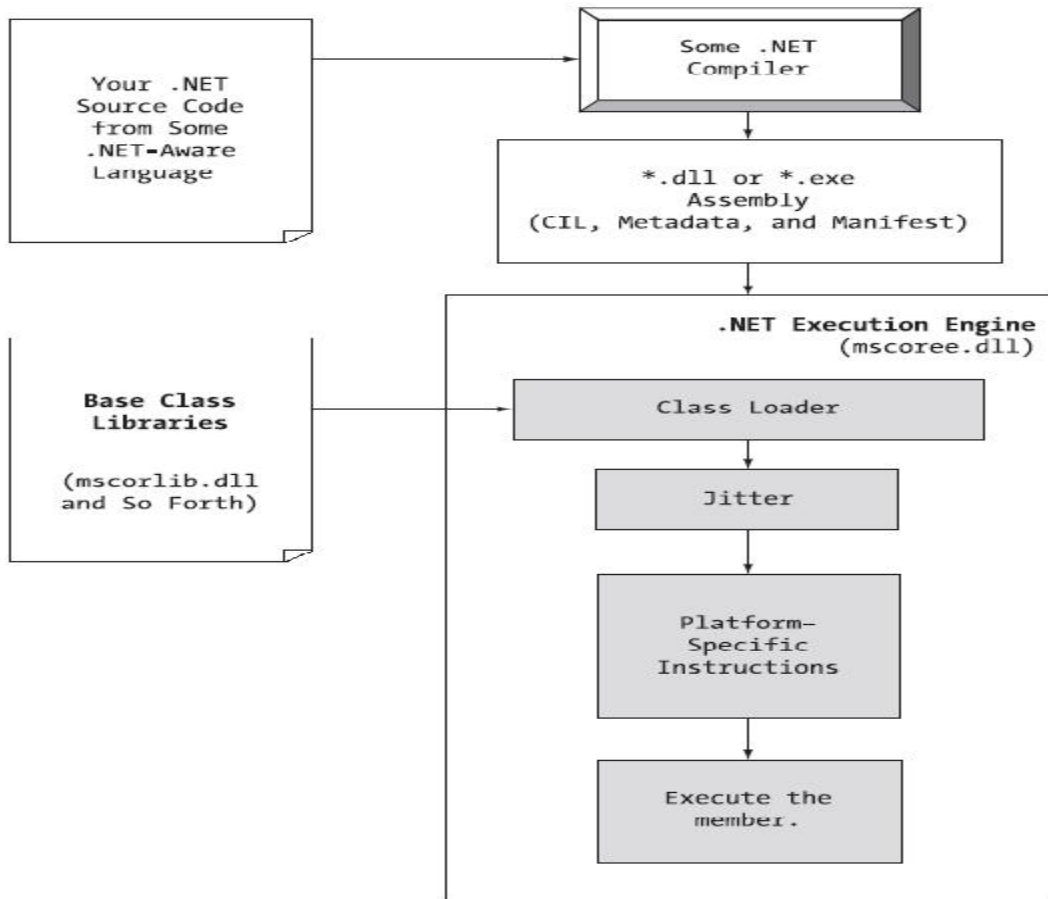 Your .NET
Source Code
from Some
.NET-Aware
Language
Some .NET
Compiler
*.dll or *.exe
Assembly
(CIL, Metadata, and Manifest)
.NET Execution Engine
(mscoree.dll)
Base Class
Libraries
(mscorlib.dll
and So Forth)
Class Loader
Jitter
Platform-
Specific
Instructions
Execute the
member.